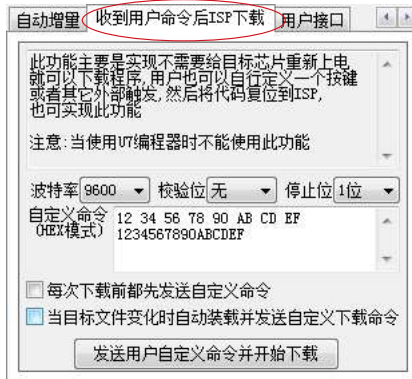 自动增量 收到用户命令后ISP下载 用户接口
此功能主要是实现不需要给目标芯片重新上电
就可以下载程序,用户也可以自行定义一个按键
或者其它外部触发,然后将代码复位到ISP,
也可实现此功能
注意:当使用U7编程器时不能使用此功能
波特率 9600 校验位 无 停止位 1位
自定义命令 12 34 56 78 90 AB CD EF
(HEX模式) 1234567890ABCDEF
每次下载前都先发送自定义命令
当目标文件变化时自动装载并发送自定义下载命令
发送用户自定义命令并开始下载